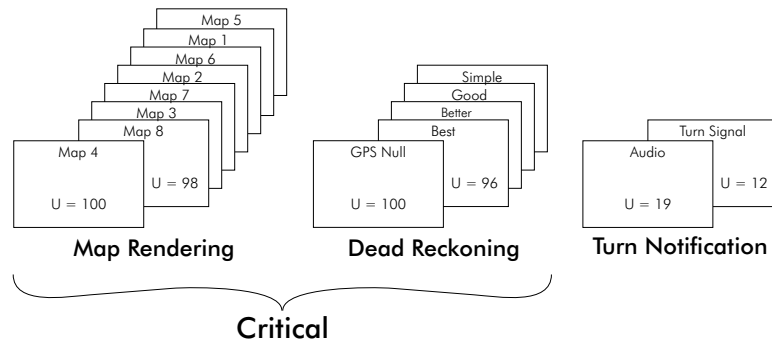 Map 5
Map 1
Map 6
Map 2
Map 7
Map 3
Map 8
Map 4
U = 98
U = 100
Map Rendering
Simple
Good
Better
Best
GPS Null
U = 96
U = 100
Dead Reckoning
Turn Signal
Audio
U = 12
U = 19
Turn Notification
Critical